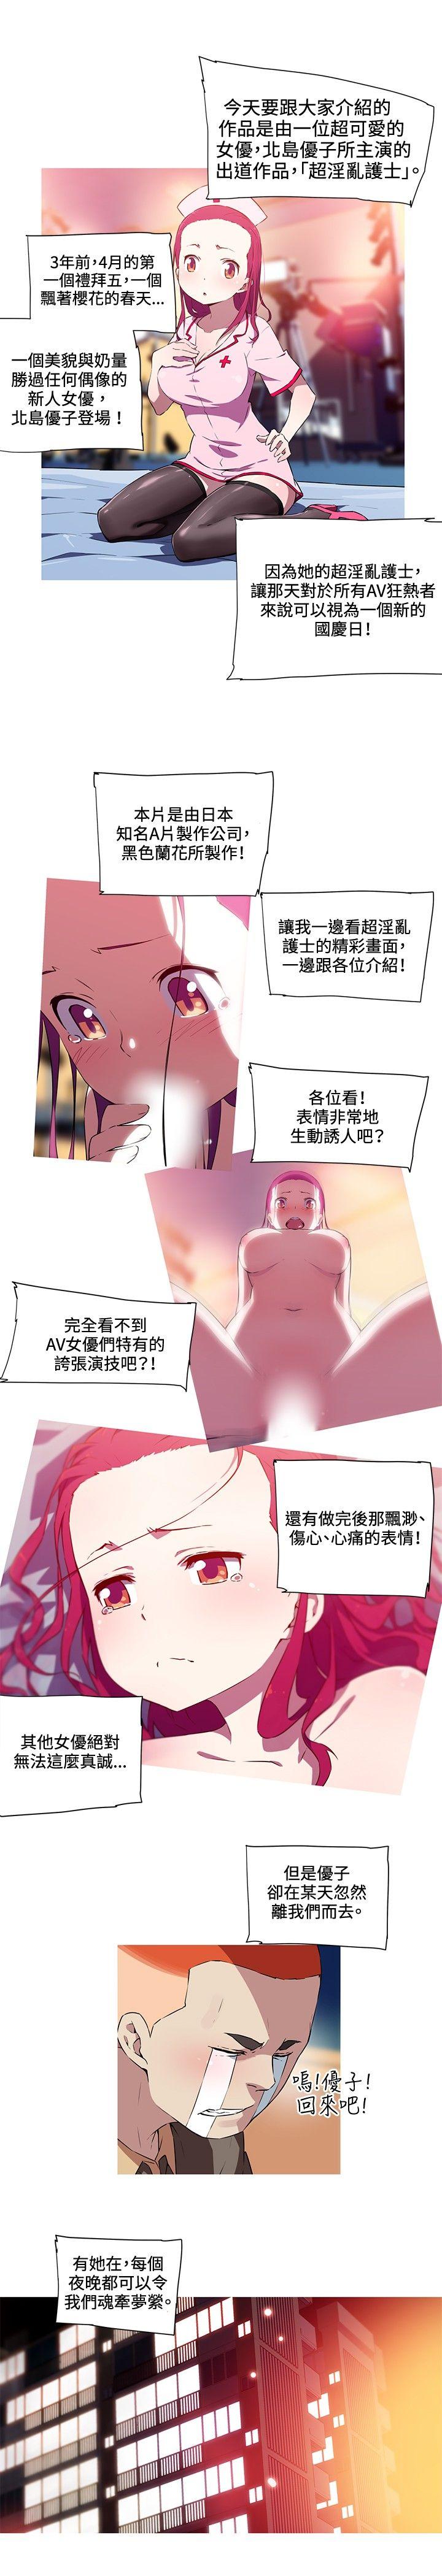 今天要跟大家介紹的
作品是由一位超可愛的
女優，北島優子所主演的
出道作品，「超淫亂護士」。
3年前，4月的第
一個禮拜五，一個
飄著櫻花的春天…
一個美貌與奶量
勝過任何偶像的
新人女優，
北島優子登場！
因為她的超淫亂護士，
讓那天對於所有AV狂熱者
來說可以視為一個新的
國慶日！
本片是由日本
知名A片製作公司，
黑色蘭花所製作！
讓我一邊看超淫亂
護士的精彩畫面，
一邊跟各位介紹！
各位看！
表情非常地
生動誘人吧？
完全看不到
AV女優們特有的
誇張演技吧？！
還有做完後那飄渺、
傷心、心痛的表情！
其他女優絕對
無法這麼真誠…
但是優子
卻在某天忽然
離我們而去。
嗚！優子！
回來吧！
有她在，每個
夜晚都可以令
我們魂牽夢縈。